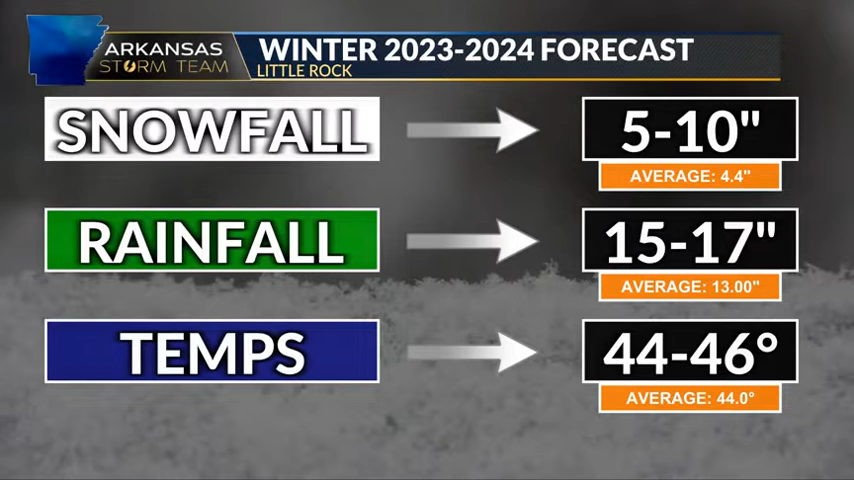 ARKANSAS
STORM TEAM
WINTER 2023-2024 FORECAST
LITTLE ROCK
SNOWFALL
5-10"
AVERAGE: 4.4"
RAINFALL
15-17"
AVERAGE: 13.00"
TEMPS
44-46°
AVERAGE: 44.0°